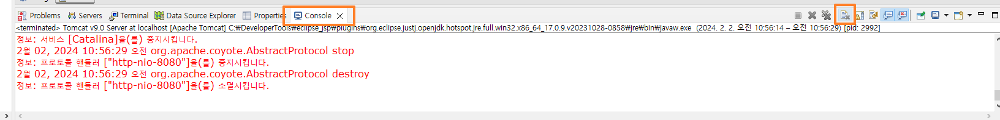 Problems Servers Terminal Data Source Explorer Properties Console
<terminated> Tomcat v9.0 Server at localhost [Apache Tomcat] C:₩DeveloperTools₩eclipse_jsp₩plugins₩org.eclipse.justj.openjdk.hotspot.jre.full.win32.x86_64_17.0.9.v20231028-0858₩jre₩bin₩javaw.exe (2024. 2. 2. 오전 10:56:14 – 오전 10:56:29) [pid: 2992]
정보: 서비스 [Catalina]을(를) 중지시킵니다.
2월 02, 2024 10:56:29 오전 org.apache.coyote.AbstractProtocol stop
정보: 프로토콜 핸들러 ["http-nio-8080"]을(를) 중지시킵니다.
2월 02, 2024 10:56:29 오전 org.apache.coyote.AbstractProtocol destroy
정보: 프로토콜 핸들러 ["http-nio-8080"]을(를) 소멸시킵니다.